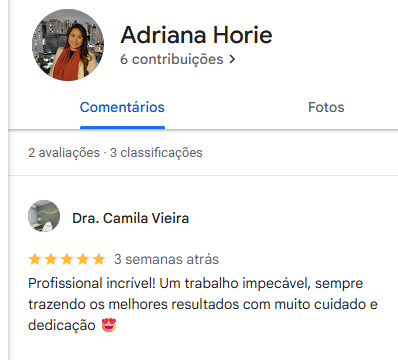 Adriana Horie
6 contribuições
Comentários Fotos
2 avaliações · 3 classificações
Dra. Camila Vieira
3 semanas atrás
Profissional incrível! Um trabalho impecável, sempre
trazendo os melhores resultados com muito cuidado e
dedicação 😍